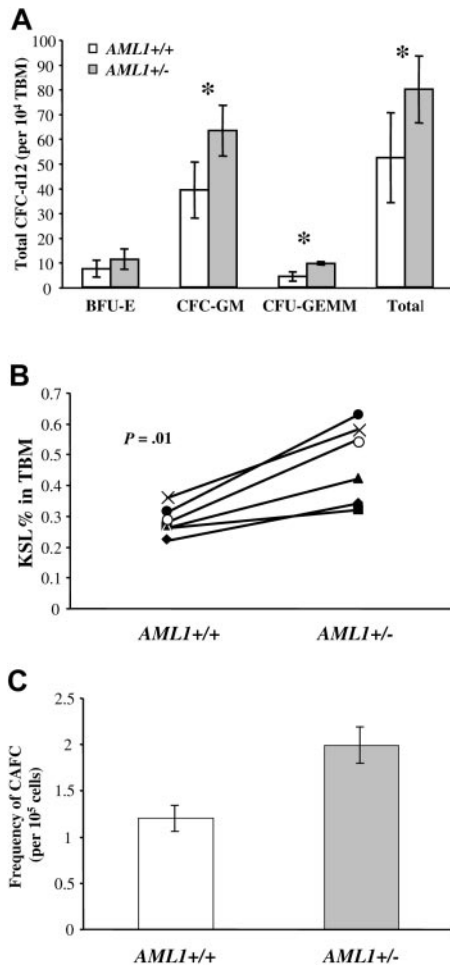 A
100
90
80
70
60
50
40
30
20
10
0
Total CFC-d12 (per 10⁴ TBM)
AML1+/+
AML1+/-
*
*
*
BFU-E CFC-GM CFU-GEMM Total
B
0.7
0.6
0.5
0.4
0.3
0.2
0.1
0
KSL% in TBM
P = .01
AML1+/+ AML1+/-
C
2.5
2
1.5
1
0.5
0
Frequency of CAFC
(per 10⁵ cells)
AML1+/+ AML1+/-